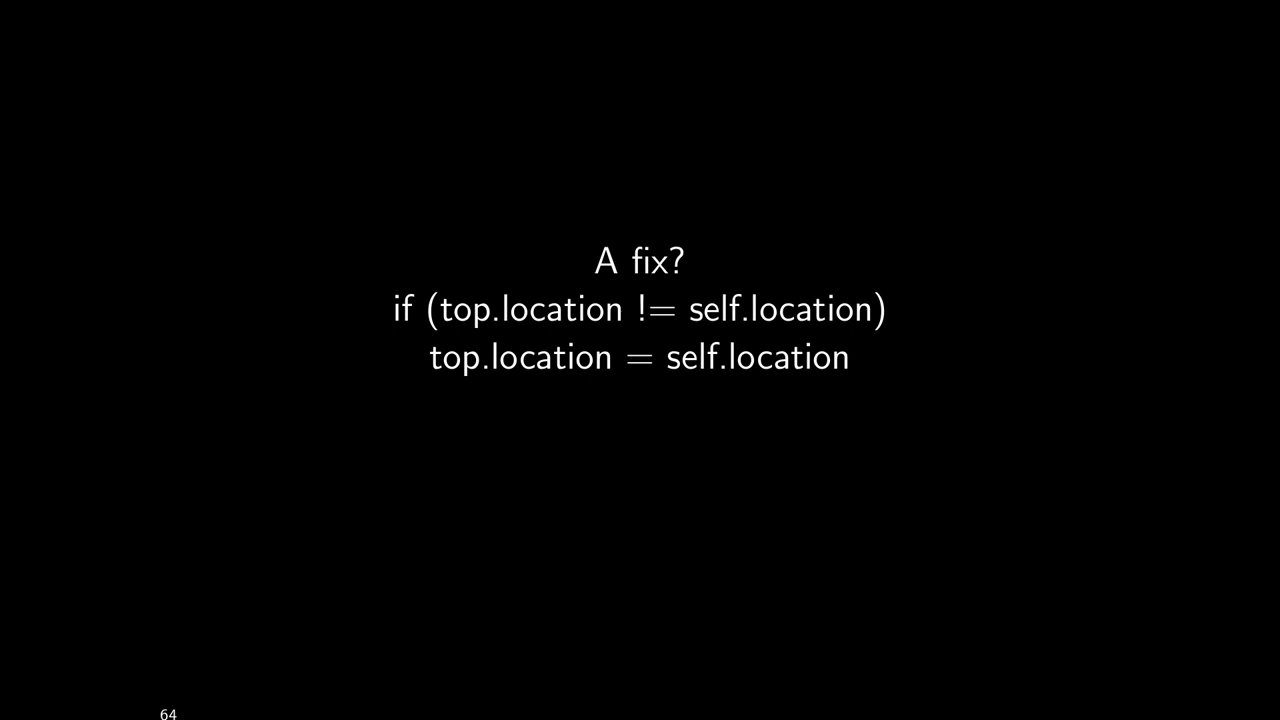 A fix?
if (top.location != self.location)
top.location = self.location
64